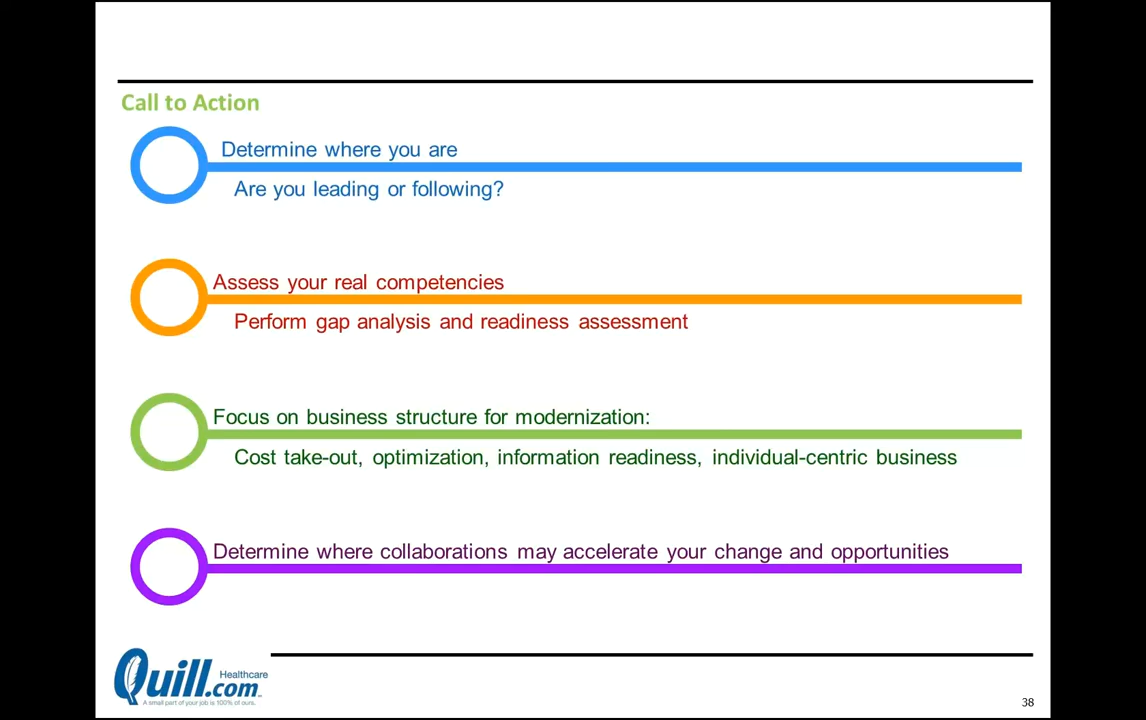 Call to Action
Determine where you are
Are you leading or following?
Assess your real competencies
Perform gap analysis and readiness assessment
Focus on business structure for modernization:
Cost take-out, optimization, information readiness, individual-centric business
Determine where collaborations may accelerate your change and opportunities
Quill.com
Healthcare
A small part of your job is 100% of ours.
38